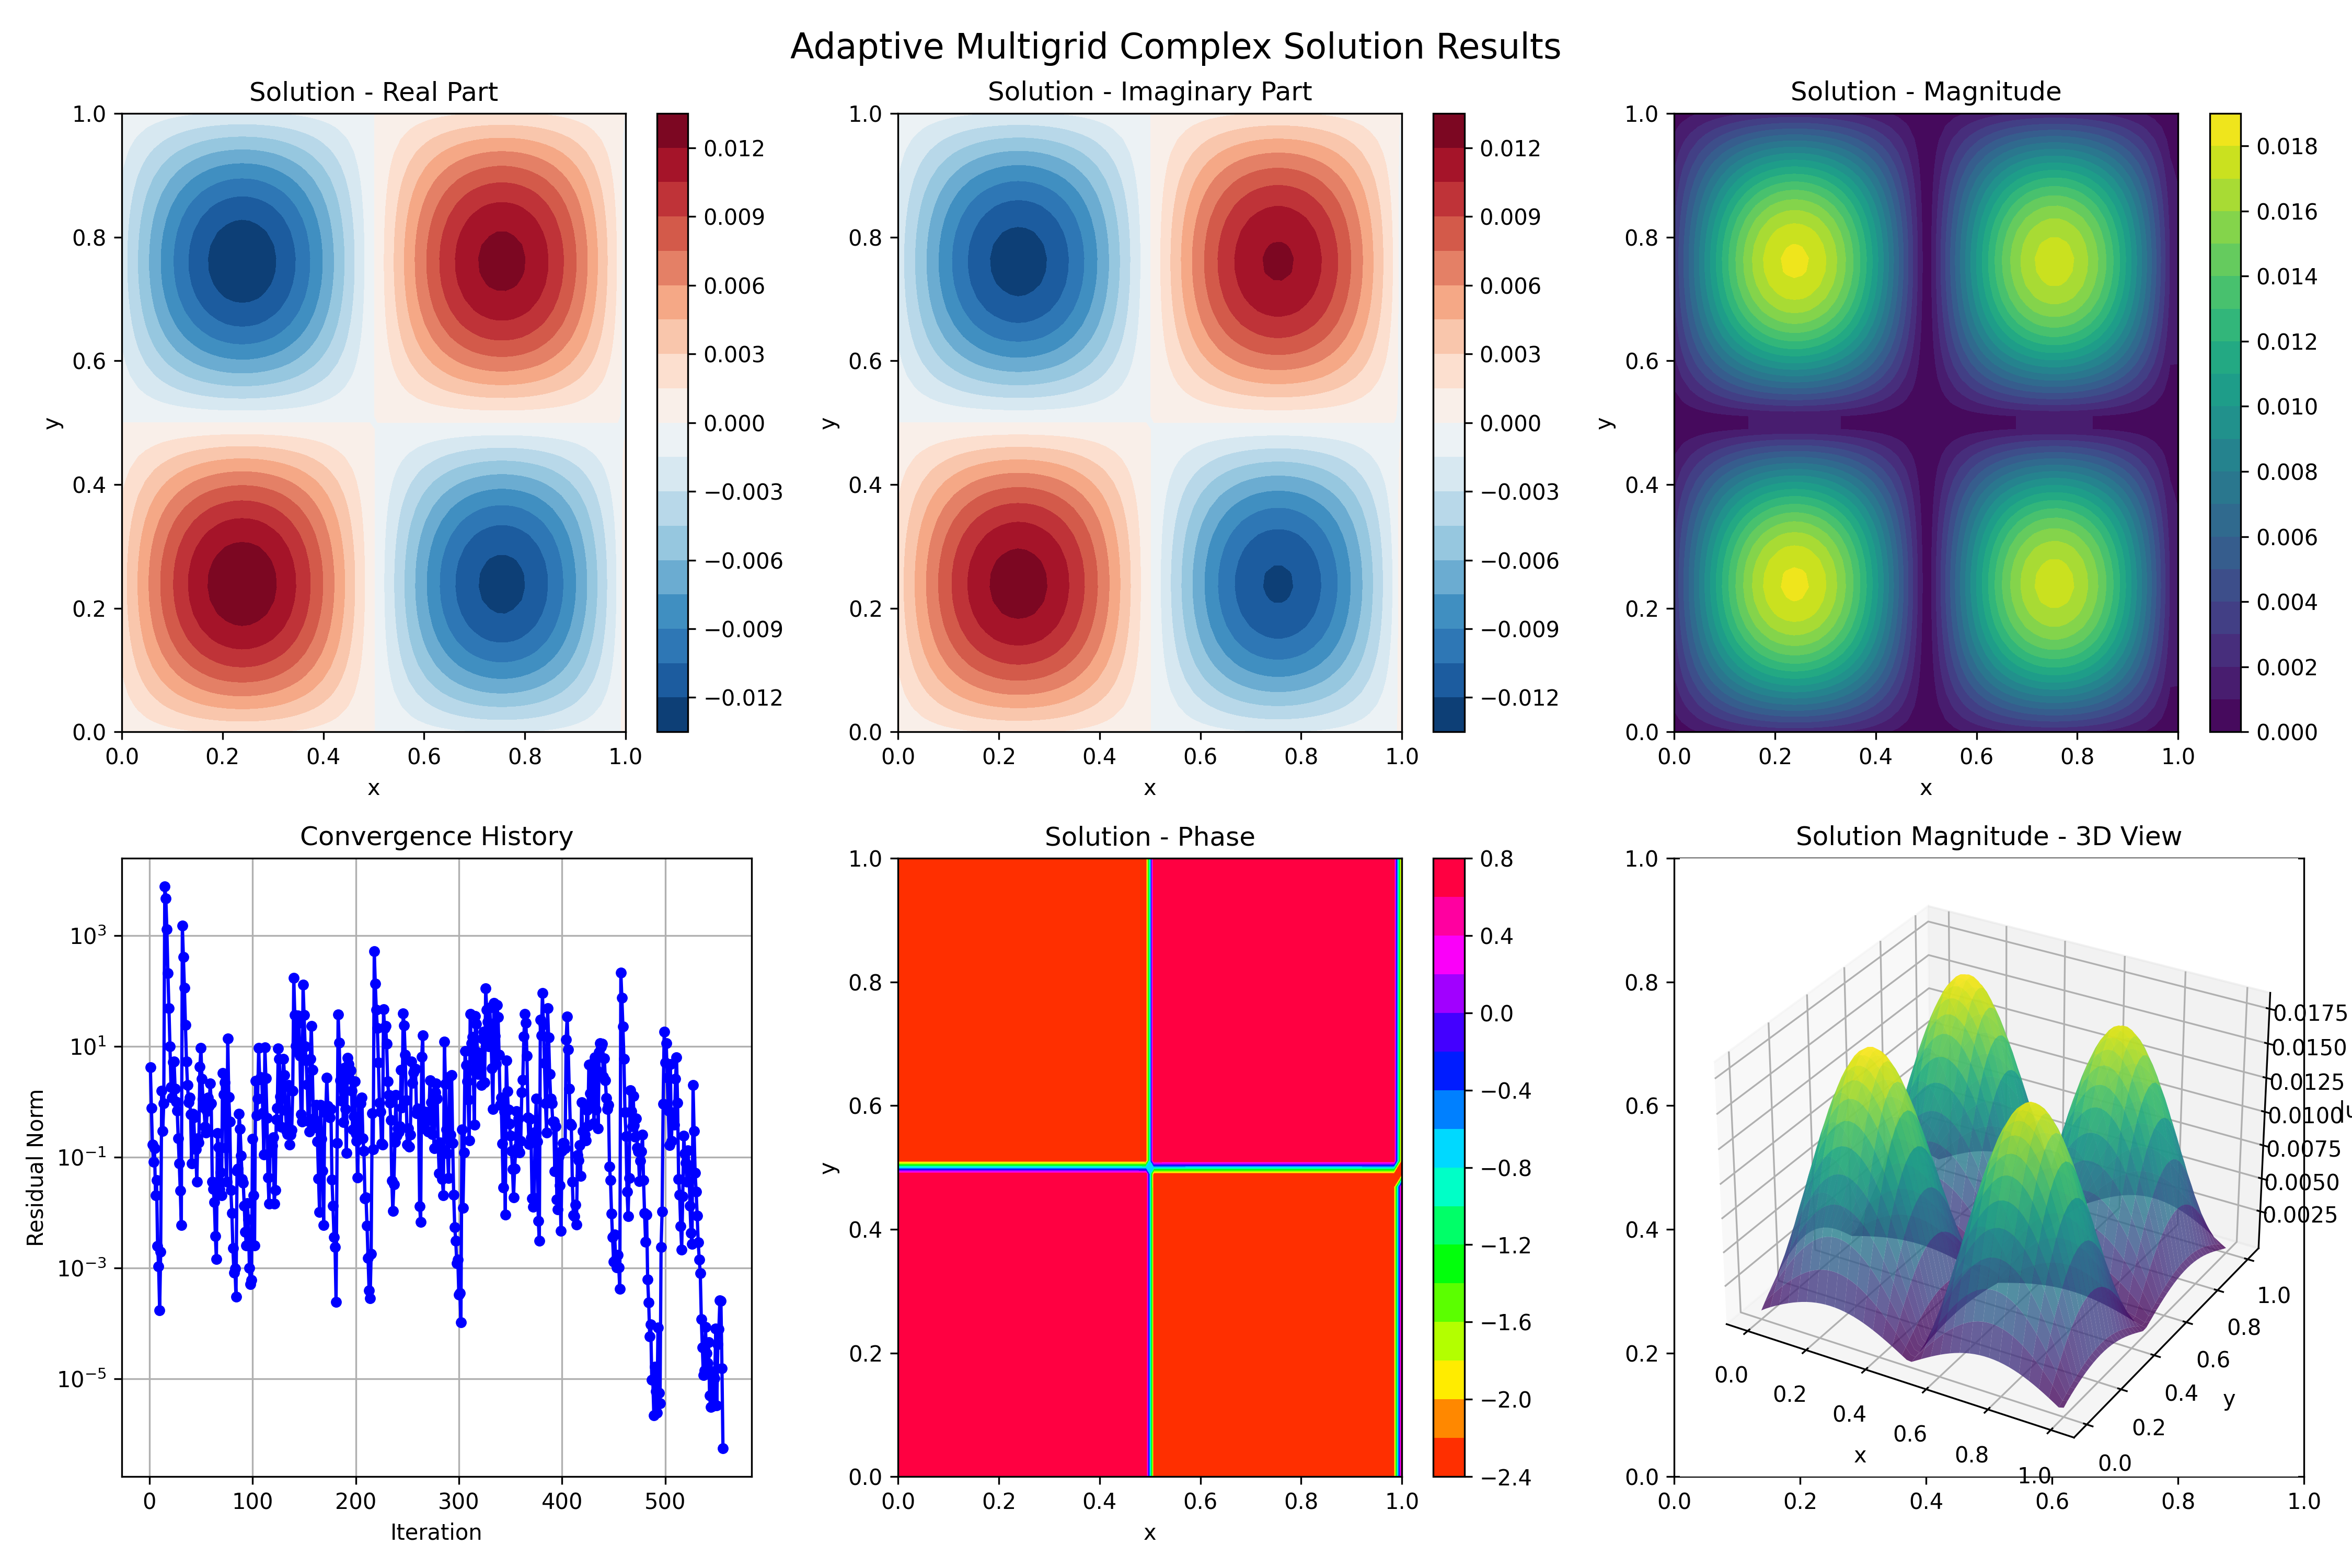 Adaptive Multigrid Complex Solution Results
Solution - Real Part
1.0
0.8
0.6
0.4
0.2
0.0
y
0.0 0.2 0.4 0.6 0.8 1.0
x
0.012
0.009
0.006
0.003
0.000
−0.003
−0.006
−0.009
−0.012
Solution - Imaginary Part
1.0
0.8
0.6
0.4
0.2
0.0
y
0.0 0.2 0.4 0.6 0.8 1.0
x
0.012
0.009
0.006
0.003
0.000
−0.003
−0.006
−0.009
−0.012
Solution - Magnitude
1.0
0.8
0.6
0.4
0.2
0.0
y
0.0 0.2 0.4 0.6 0.8 1.0
x
0.018
0.016
0.014
0.012
0.010
0.008
0.006
0.004
0.002
0.000
Convergence History
10³
10¹
10⁻¹
10⁻³
10⁻⁵
Residual Norm
0 100 200 300 400 500
Iteration
Solution - Phase
1.0
0.8
0.6
0.4
0.2
0.0
y
0.0 0.2 0.4 0.6 0.8 1.0
x
0.8
0.4
0.0
−0.4
−0.8
−1.2
−1.6
−2.0
−2.4
Solution Magnitude - 3D View
1.0
0.8
0.6
0.4
0.2
0.0
0.0 0.2 0.4 0.6 0.8 1.0
0.0175
0.0150
0.0125
0.0100
0.0075
0.0050
0.0025
0.0 0.2 0.4 0.6 0.8 1.0
x
0.0 0.2 0.4 0.6 0.8 1.0
y